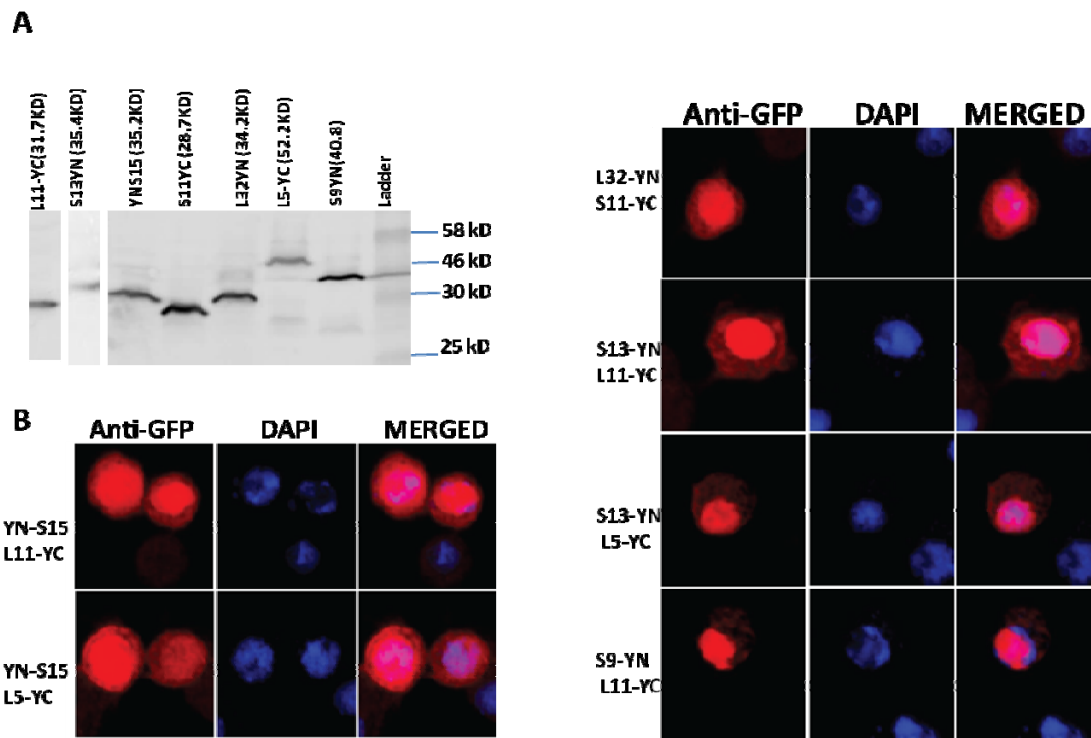 A
L11-YC(31.7KD)
S13YN (35.4KD)
YNS15 (35.2KD)
S11YC (28.7KD)
L32YN (34.2KD)
L5-YC (52.2KD)
S9YN(40.8)
Ladder
58 kD
46 kD
30 kD
25 kD
B
Anti-GFP DAPI MERGED
YN-S15
L11-YC
YN-S15
L5-YC
Anti-GFP DAPI MERGED
L32-YN
S11-YC
S13-YN
L11-YC
S13-YN
L5-YC
S9-YN
L11-YC